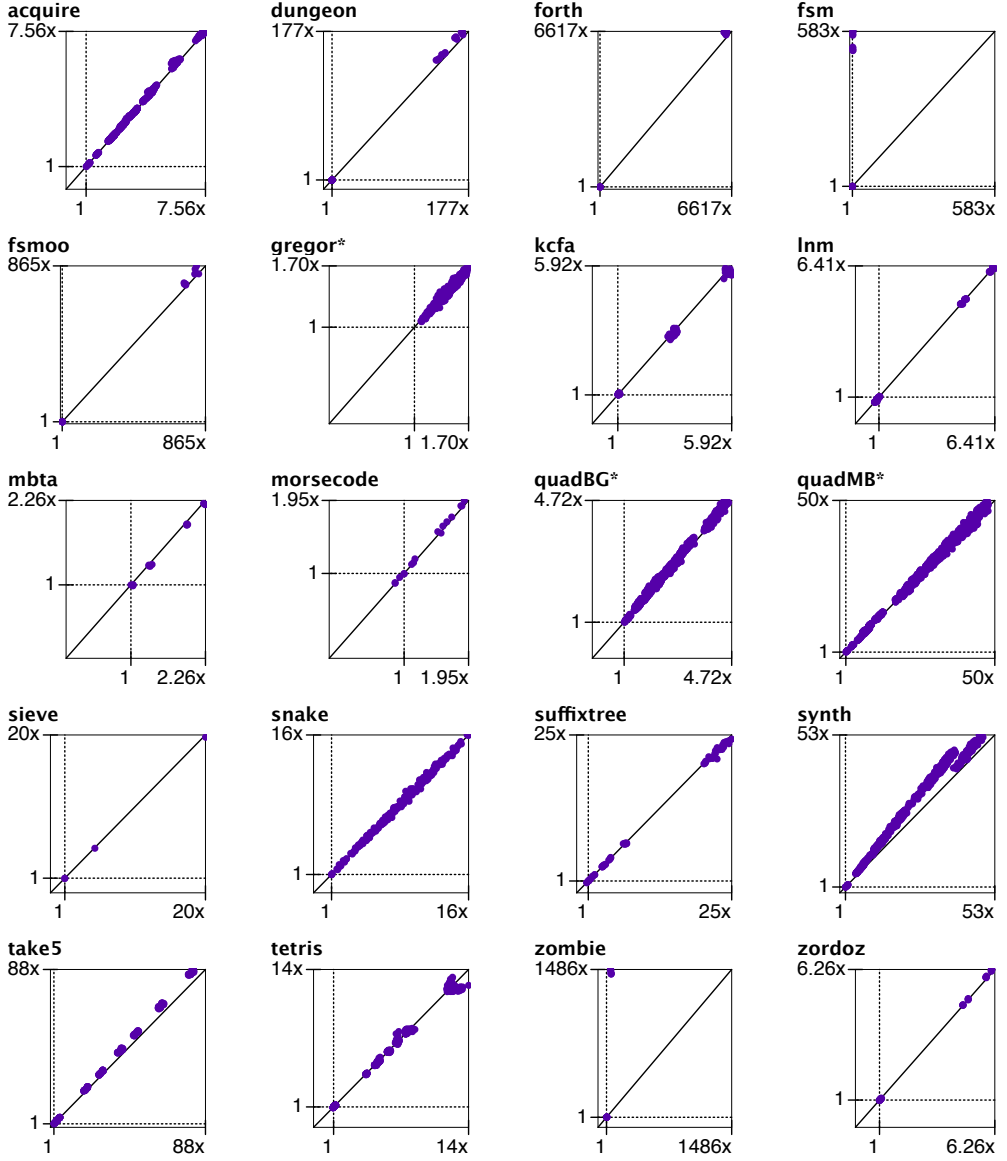 acquire
7.56x
1
1
7.56x
dungeon
177x
1
1
177x
forth
6617x
1
1
6617x
fsm
583x
1
1
583x
fsmoo
865x
1
1
865x
gregor*
1.70x
1
1 1.70x
kcfa
5.92x
1
1
5.92x
lnm
6.41x
1
1
6.41x
mbta
2.26x
1
1
2.26x
morsecode
1.95x
1
1
1.95x
quadBG*
4.72x
1
1
4.72x
quadMB*
50x
1
1
50x
sieve
20x
1
1
20x
snake
16x
1
1
16x
suffixtree
25x
1
1
25x
synth
53x
1
1
53x
take5
88x
1
1
88x
tetris
14x
1
1
14x
zombie
1486x
1
1
1486x
zordoz
6.26x
1
1
6.26x